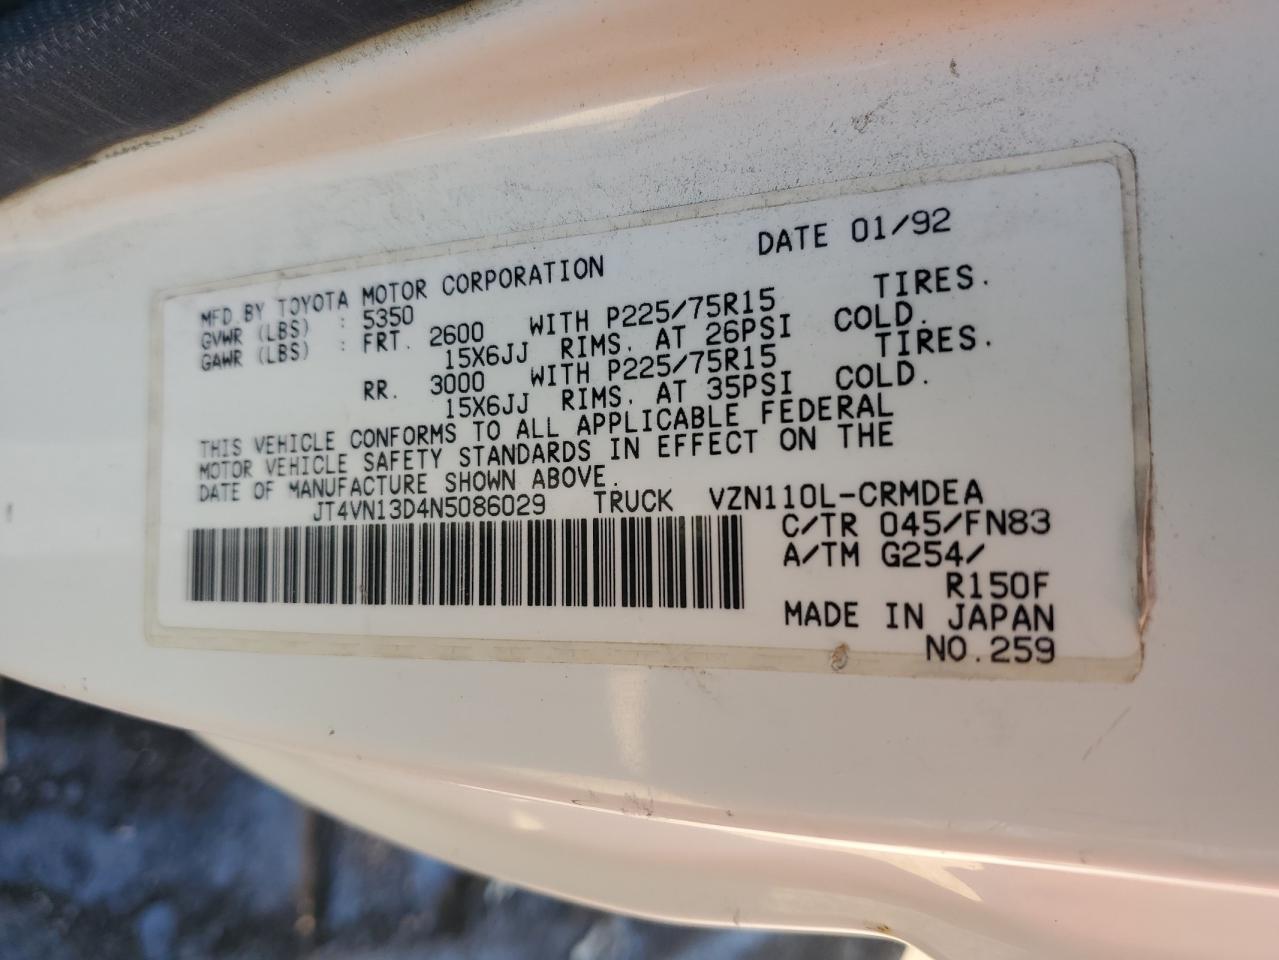 MFD BY TOYOTA MOTOR CORPORATION DATE 01/92
GVWR (LBS) : 5350
GAWR (LBS) : FRT. 2600 WITH P225/75R15 TIRES.
15X6JJ RIMS. AT 26PSI COLD.
RR. 3000 WITH P225/75R15 TIRES.
15X6JJ RIMS. AT 35PSI COLD.
THIS VEHICLE CONFORMS TO ALL APPLICABLE FEDERAL
MOTOR VEHICLE SAFETY STANDARDS IN EFFECT ON THE
DATE OF MANUFACTURE SHOWN ABOVE.
JT4VN13D4N5086029 TRUCK VZN110L-CRMDEA
C/TR 045/FN83
A/TM G254/
R150F
MADE IN JAPAN
NO.259